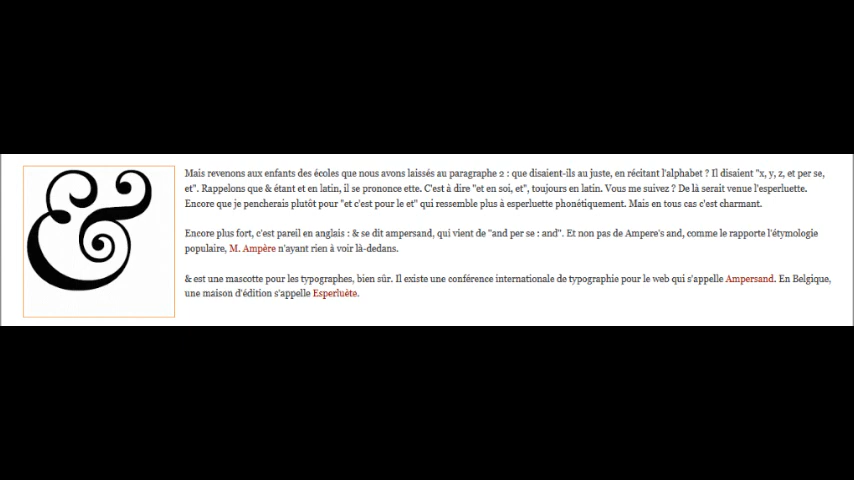 &
Mais revenons aux enfants des écoles que nous avons laissés au paragraphe 2 : que disaient-ils au juste, en récitant l'alphabet ? Il disaient "x, y, z, et per se,
et". Rappelons que & étant et en latin, il se prononce ette. C'est à dire "et en soi, et", toujours en latin. Vous me suivez ? De là serait venue l'esperluette.
Encore que je pencherais plutôt pour "et c'est pour le et" qui ressemble plus à esperluette phonétiquement. Mais en tous cas c'est charmant.
Encore plus fort, c'est pareil en anglais : & se dit ampersand, qui vient de "and per se : and". Et non pas de Ampere's and, comme le rapporte l'étymologie
populaire, M. Ampère n'ayant rien à voir là-dedans.
& est une mascotte pour les typographes, bien sûr. Il existe une conférence internationale de typographie pour le web qui s'appelle Ampersand. En Belgique,
une maison d'édition s'appelle Esperluète.